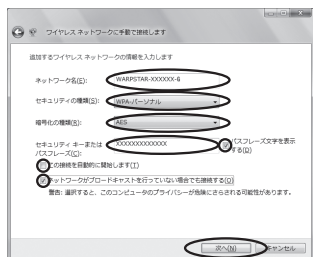 ワイヤレス ネットワークに手動で接続します
追加するワイヤレス ネットワークの情報を入力します
ネットワーク名(E):
WARPSTAR-XXXXXX-G
セキュリティの種類(S):
WPA-パーソナル
暗号化の種類(R):
AES
セキュリティ キーまたは
パスフレーズ(C):
XXXXXXXXXXXXX
パスフレーズ文字を表示
する(D)
この接続を自動的に開始します(T)
ネットワークがブロードキャストを行っていない場合でも接続する(O)
警告: 選択すると、このコンピュータのプライバシーが危険にさらされる可能性があります。
次へ(N)
キャンセル